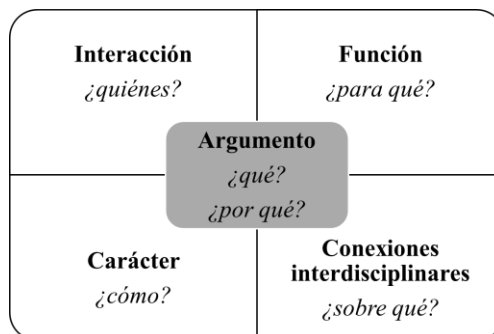 Interacción
¿quiénes?
Función
¿para qué?
Argumento
¿qué?
¿por qué?
Carácter
¿cómo?
Conexiones
interdisciplinares
¿sobre qué?